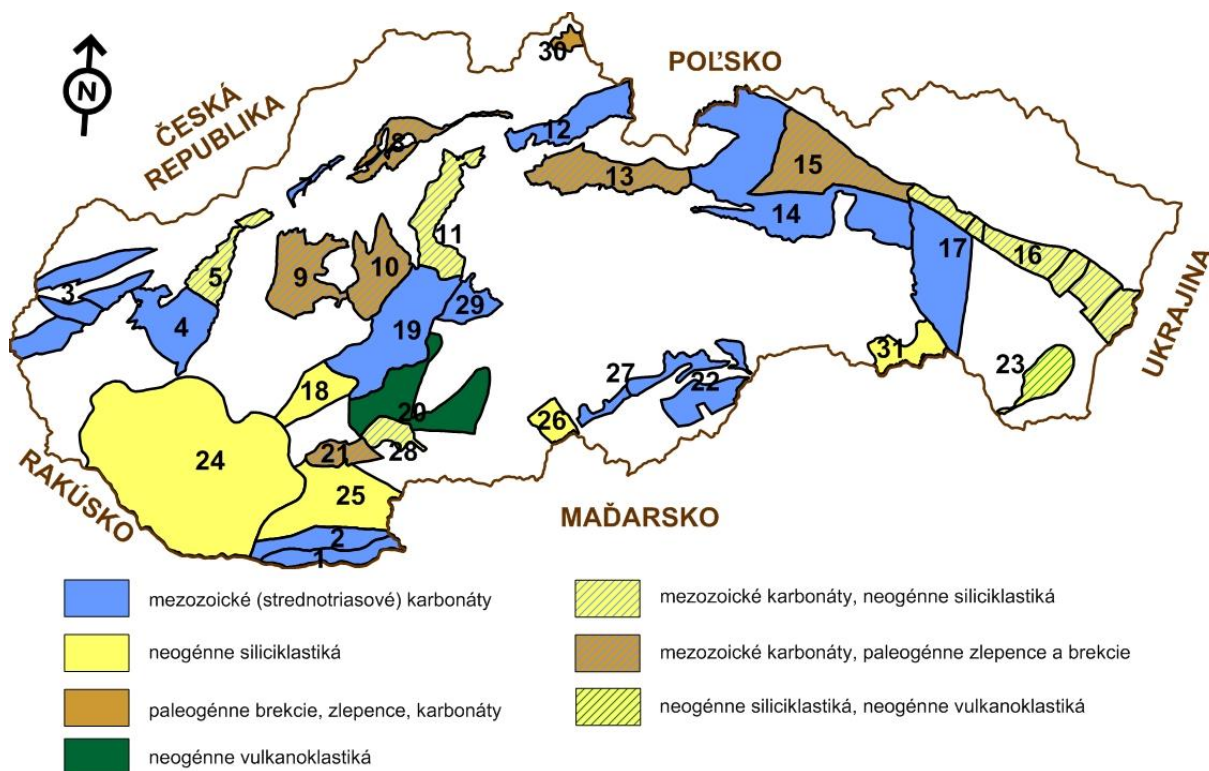 30
POĽSKO
N
ČESKÁ
REPUBLIKA
12
8
7
13
15
11
14
5
9
10
16
17
3
29
4
19
UKRAJINA
31
27
23
18
22
20
26
24
21
28
RAKÚSKO
25
MAĎARSKO
2
1
mezozoické (strednotriasové) karbonáty
neogénne siliciklastiká
paleogénne brekcie, zlepence, karbonáty
neogénne vulkanoklastiká
mezozoické karbonáty, neogénne siliciklastiká
mezozoické karbonáty, paleogénne zlepence a brekcie
neogénne siliciklastiká, neogénne vulkanoklastiká